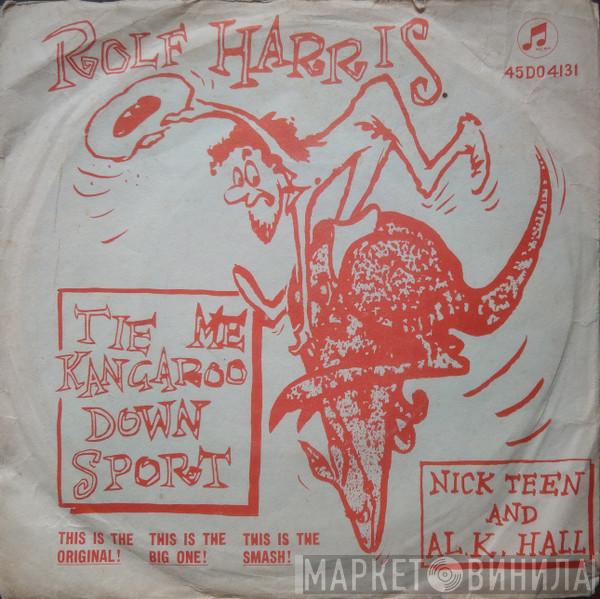 ROLF HARRIS
45DO4131
TIE ME
KANGAROO
DOWN
SPORT
NICK TEEN
AND
AL.K. HALL
THIS IS THE THIS IS THE THIS IS THE
ORIGINAL! BIG ONE! SMASH!
МАРКЕТ ВИНИЛА